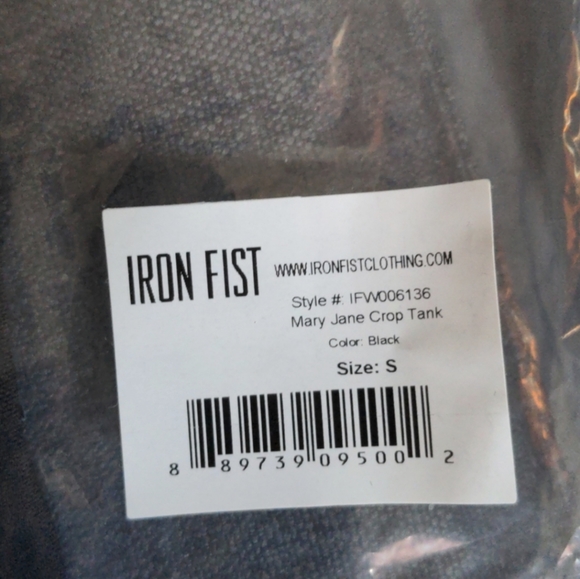 IRON FIST WWW.IRONFISTCLOTHING.COM
Style #: IFW006136
Mary Jane Crop Tank
Color: Black
Size: S
8 89739 09500 2